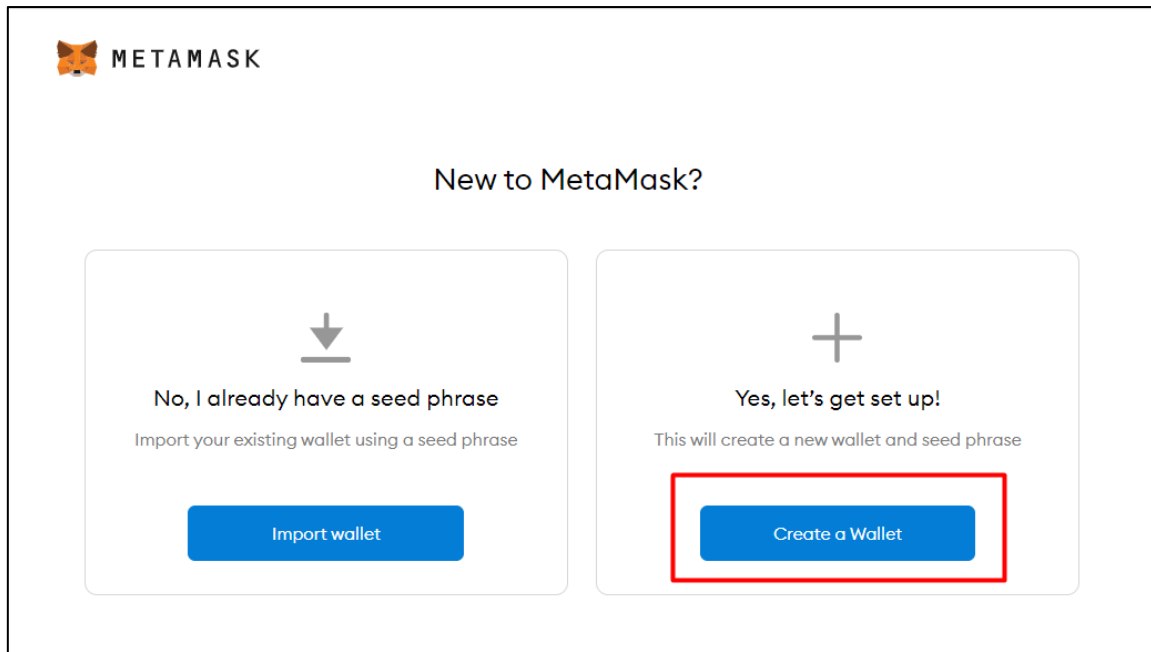 METAMASK
New to MetaMask?
No, I already have a seed phrase
Import your existing wallet using a seed phrase
Import wallet
Yes, let's get set up!
This will create a new wallet and seed phrase
Create a Wallet